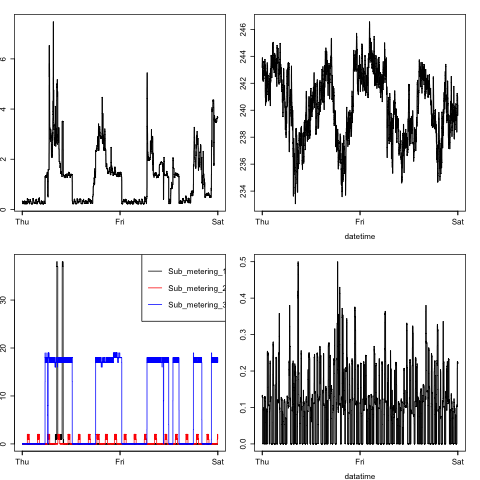 0 2 4 6
Thu Fri Sat
234 236 238 240 242 244 246
Thu Fri Sat
datetime
0 10 20 30
Sub_metering_1
Sub_metering_2
Sub_metering_3
Thu Fri Sat
0.0 0.1 0.2 0.3 0.4 0.5
Thu Fri Sat
datetime